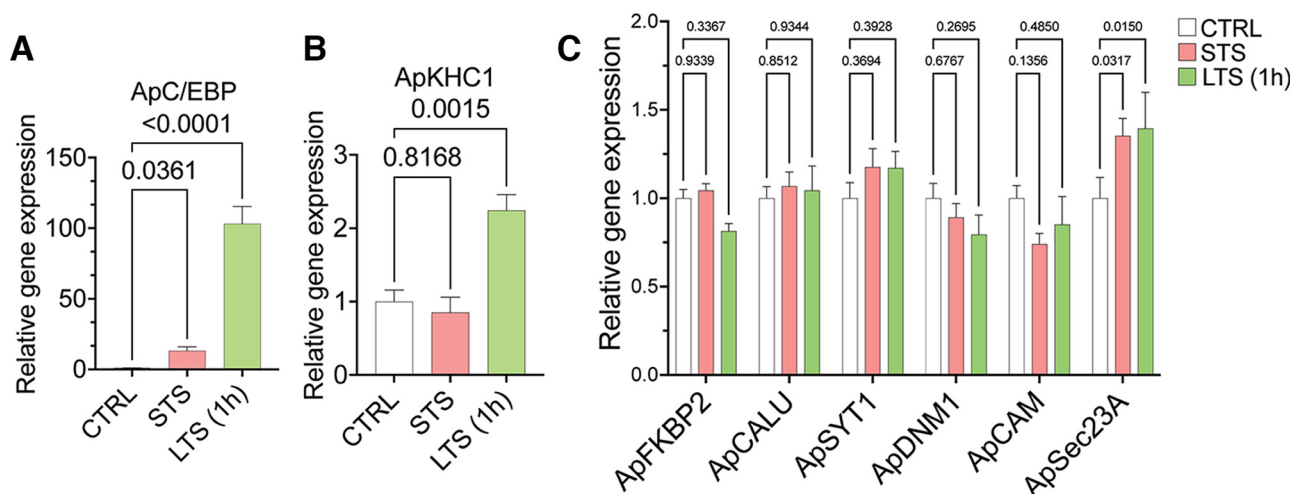 A
ApC/EBP
<0.0001
0.0361
Relative gene expression
150
100
50
0
CTRL
STS
LTS (1h)
B
ApKHC1
0.0015
0.8168
Relative gene expression
3
2
1
0
CTRL
STS
LTS (1h)
C
Relative gene expression
2.0
1.5
1.0
0.5
0.0
0.3367
0.9339
0.9344
0.8512
0.3928
0.3694
0.2695
0.6767
0.4850
0.1356
0.0150
0.0317
CTRL
STS
LTS (1h)
ApFKBP2
ApCALU
ApSYT1
ApDNM1
ApCAM
ApSec23A